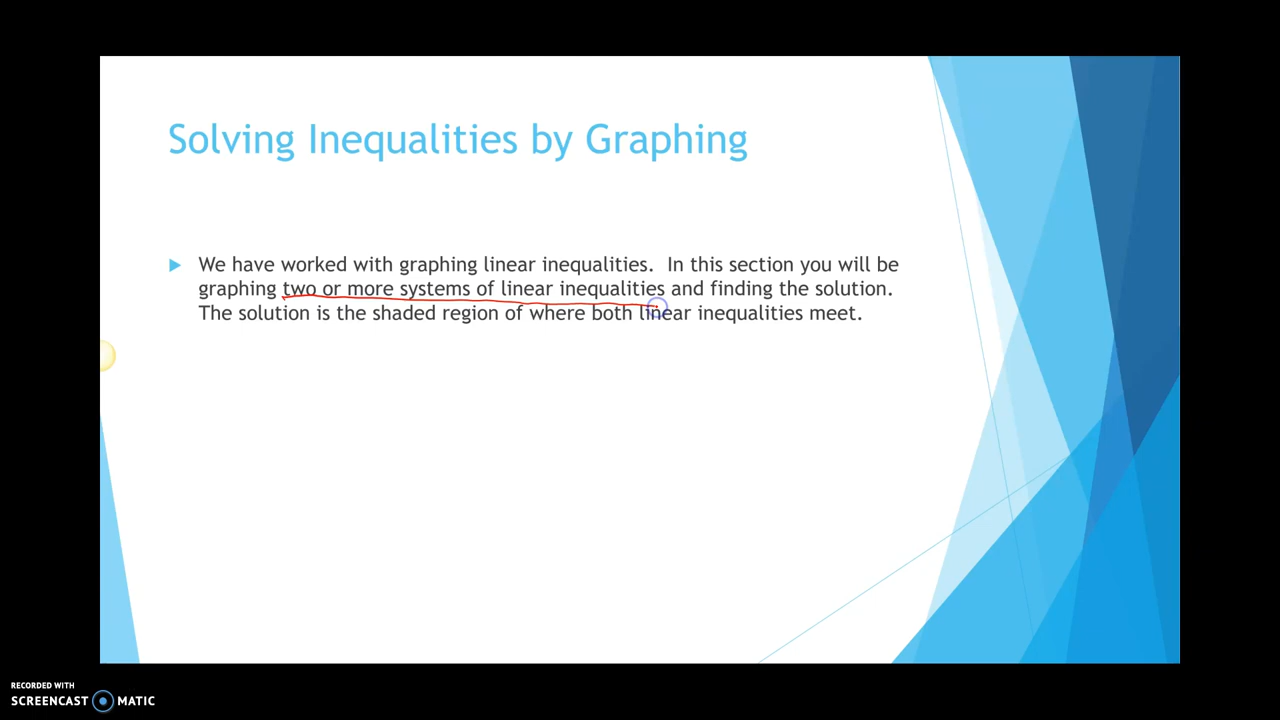 Solving Inequalities by Graphing
We have worked with graphing linear inequalities.  In this section you will be
graphing two or more systems of linear inequalities and finding the solution.
The solution is the shaded region of where both linear inequalities meet.
RECORDED WITH
SCREENCAST MATIC